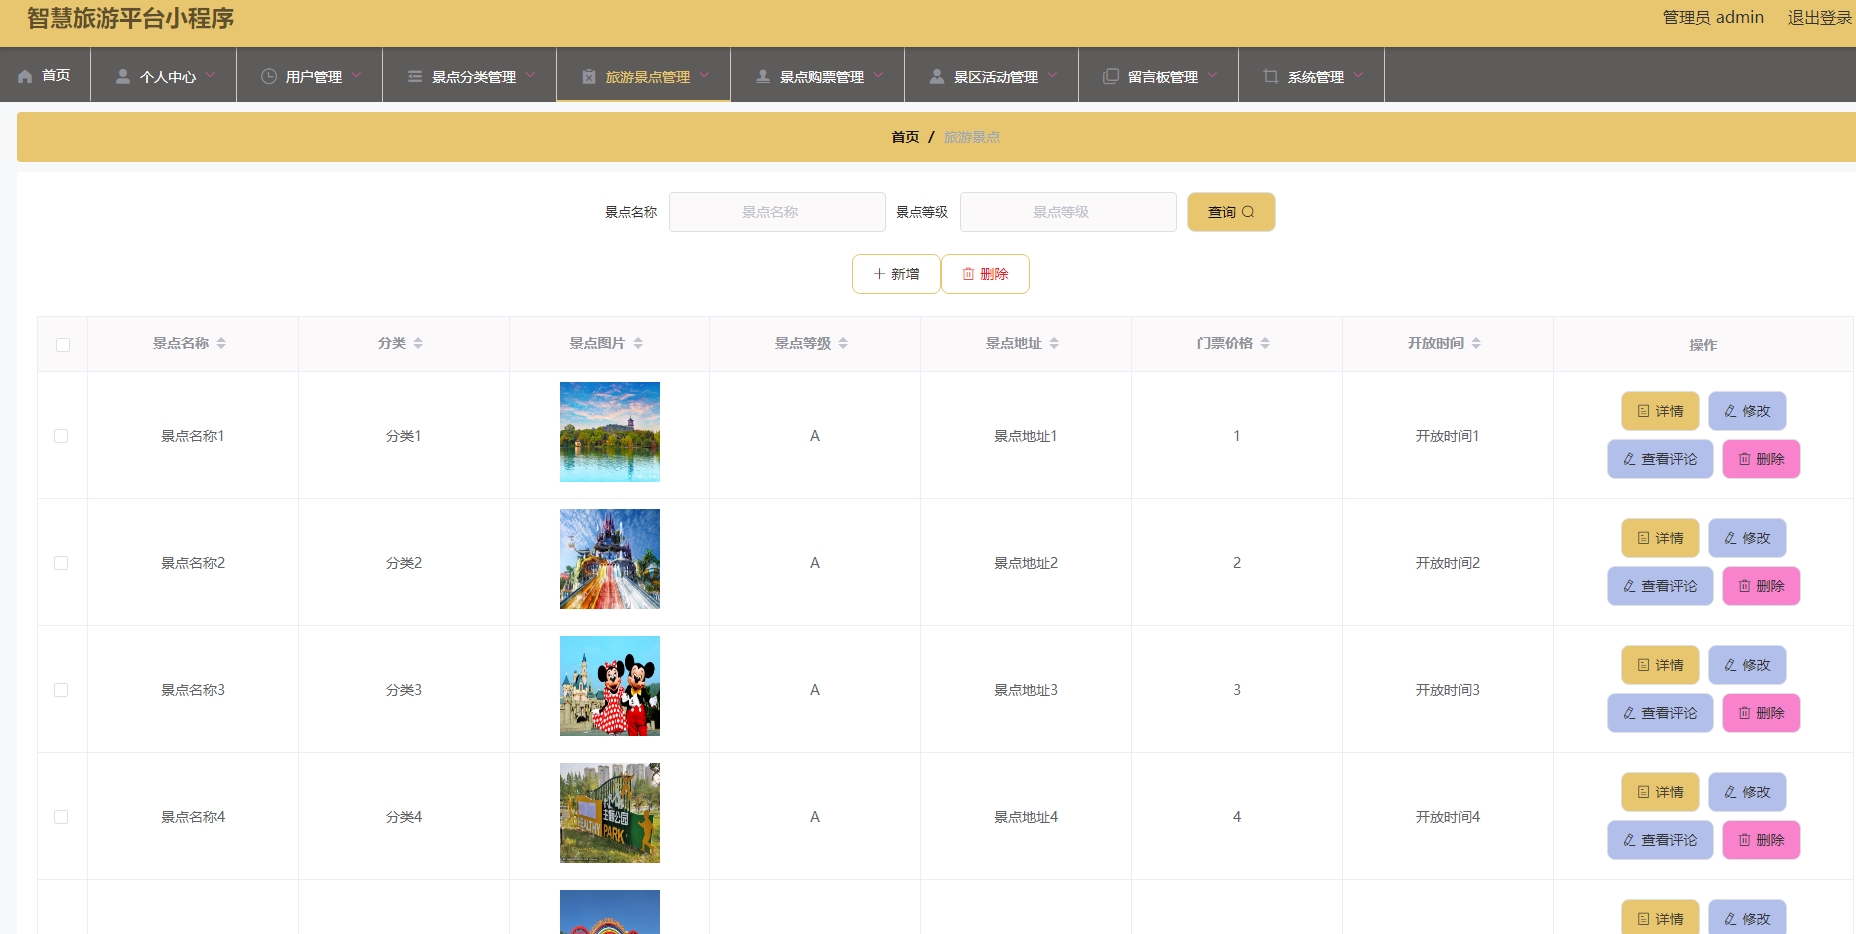 智慧旅游平台小程序
管理员 admin 退出登录
首页 个人中心 用户管理 景点分类管理 旅游景点管理 景点购票管理 景区活动管理 留言板管理 系统管理
首页 / 旅游景点
景点名称 景点名称 景点等级 景点等级 查询
新增 删除
景点名称 分类 景点图片 景点等级 景点地址 门票价格 开放时间 操作
详情 修改
景点名称1 分类1 A 景点地址1 1 开放时间1
查看评论 删除
详情 修改
景点名称2 分类2 A 景点地址2 2 开放时间2
查看评论 删除
详情 修改
景点名称3 分类3 A 景点地址3 3 开放时间3
查看评论 删除
详情 修改
景点名称4 分类4 A 景点地址4 4 开放时间4
PARK
查看评论 删除
详情 修改